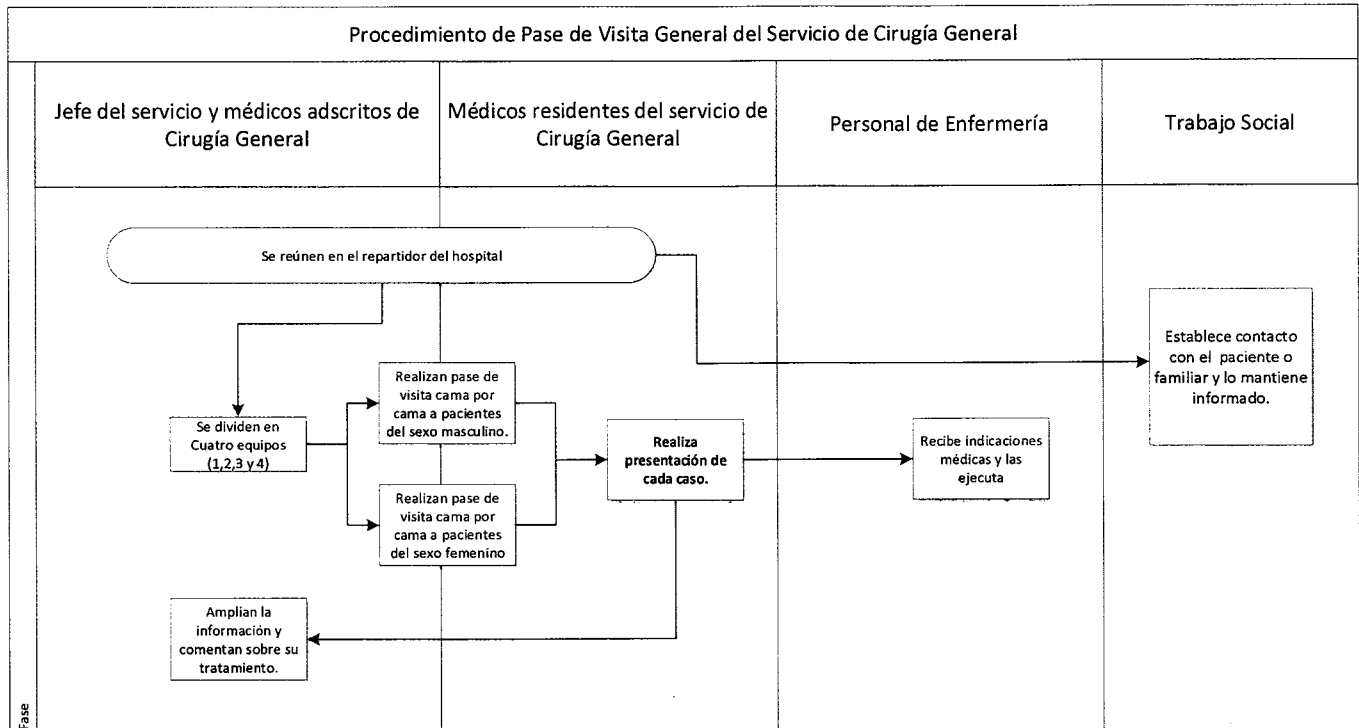 Procedimiento de Pase de Visita General del Servicio de Cirugía General
Jefe del servicio y médicos adscritos de
Cirugía General
Médicos residentes del servicio de
Cirugía General
Personal de Enfermería
Trabajo Social
Se reúnen en el repartidor del hospital
Establece contacto
con el paciente o
familiar y lo mantiene
informado.
Realizan pase de
visita cama por
cama a pacientes
del sexo masculino.
Se dividen en
Cuatro equipos
(1,2,3 y 4)
Realiza
presentación de
cada caso.
Recibe indicaciones
médicas y las
ejecuta
Realizan pase de
visita cama por
cama a pacientes
del sexo femenino
Amplian la
información y
comentan sobre su
tratamiento.
Fase